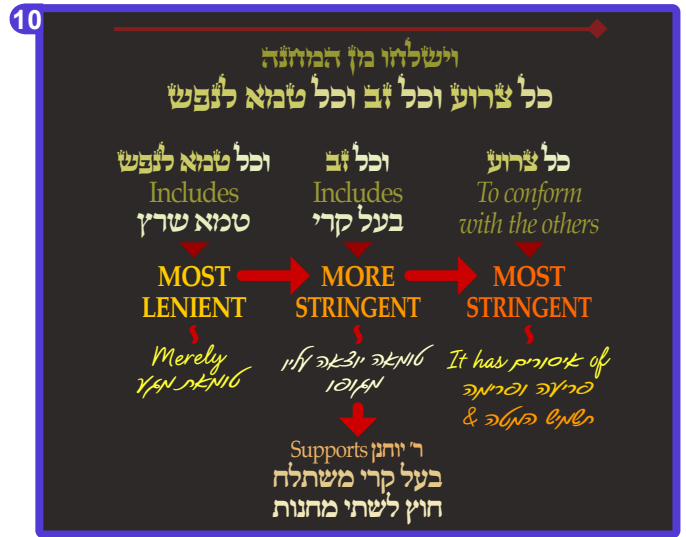 10
וישלחו מן המחנה
כל צרוע וכל זב וכל טמא לנפש
כל צרוע
To conform
with the others
MOST
STRINGENT
It has איסורים of
פריעה ופרימה
& תשמיש המטה
וכל זב
Includes
בעל קרי
MORE
STRINGENT
טומאה יוצאה עליו
מגופו
ר' יוחנן Supports
בעל קרי משתלח
חוץ לשתי מחנות
וכל טמא לנפש
Includes
טמא שרץ
MOST
LENIENT
Merely
טומאת מגע